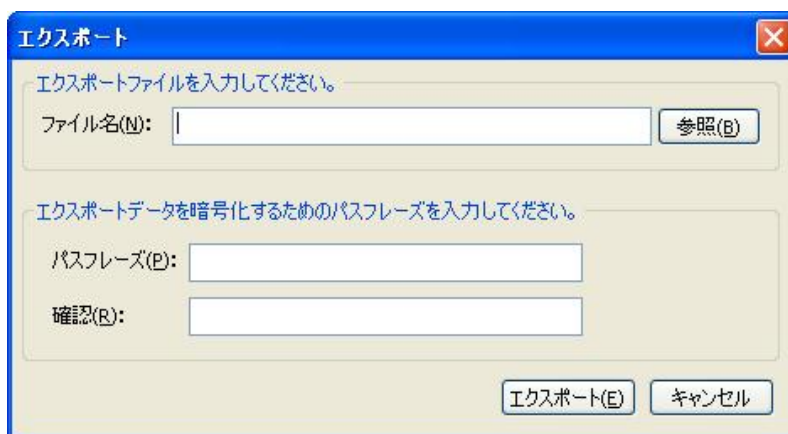 エクスポート
エクスポートファイルを入力してください。
ファイル名(N):
参照(B)
エクスポートデータを暗号化するためのパスフレーズを入力してください。
パスフレーズ(P):
確認(R):
エクスポート(E)
キャンセル